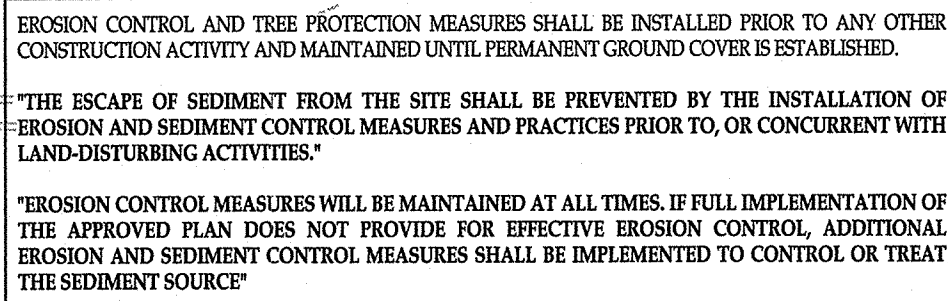 EROSION CONTROL AND TREE PROTECTION MEASURES SHALL BE INSTALLED PRIOR TO ANY OTHER
CONSTRUCTION ACTIVITY AND MAINTAINED UNTIL PERMANENT GROUND COVER IS ESTABLISHED.
"THE ESCAPE OF SEDIMENT FROM THE SITE SHALL BE PREVENTED BY THE INSTALLATION OF
EROSION AND SEDIMENT CONTROL MEASURES AND PRACTICES PRIOR TO, OR CONCURRENT WITH
LAND-DISTURBING ACTIVITIES."
"EROSION CONTROL MEASURES WILL BE MAINTAINED AT ALL TIMES. IF FULL IMPLEMENTATION OF
THE APPROVED PLAN DOES NOT PROVIDE FOR EFFECTIVE EROSION CONTROL, ADDITIONAL
EROSION AND SEDIMENT CONTROL MEASURES SHALL BE IMPLEMENTED TO CONTROL OR TREAT
THE SEDIMENT SOURCE"